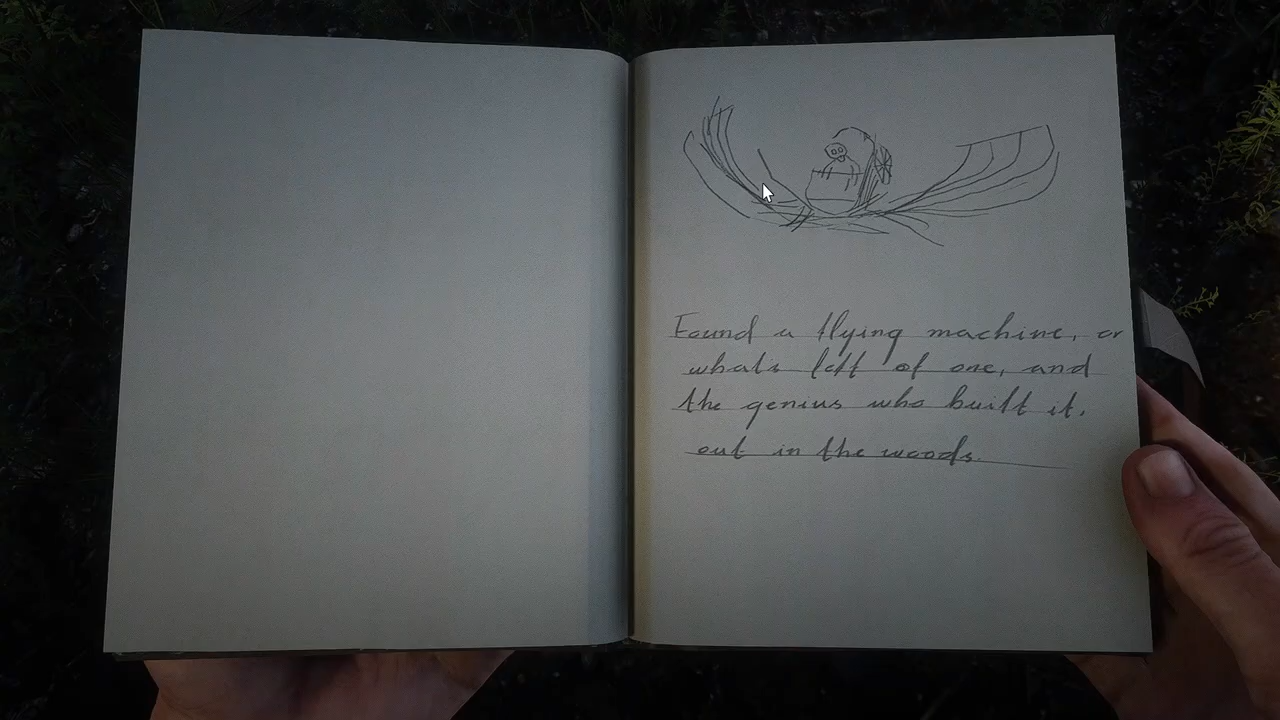 Found a flying machine, or
what's left of one, and
the genius who built it,
out in the woods.